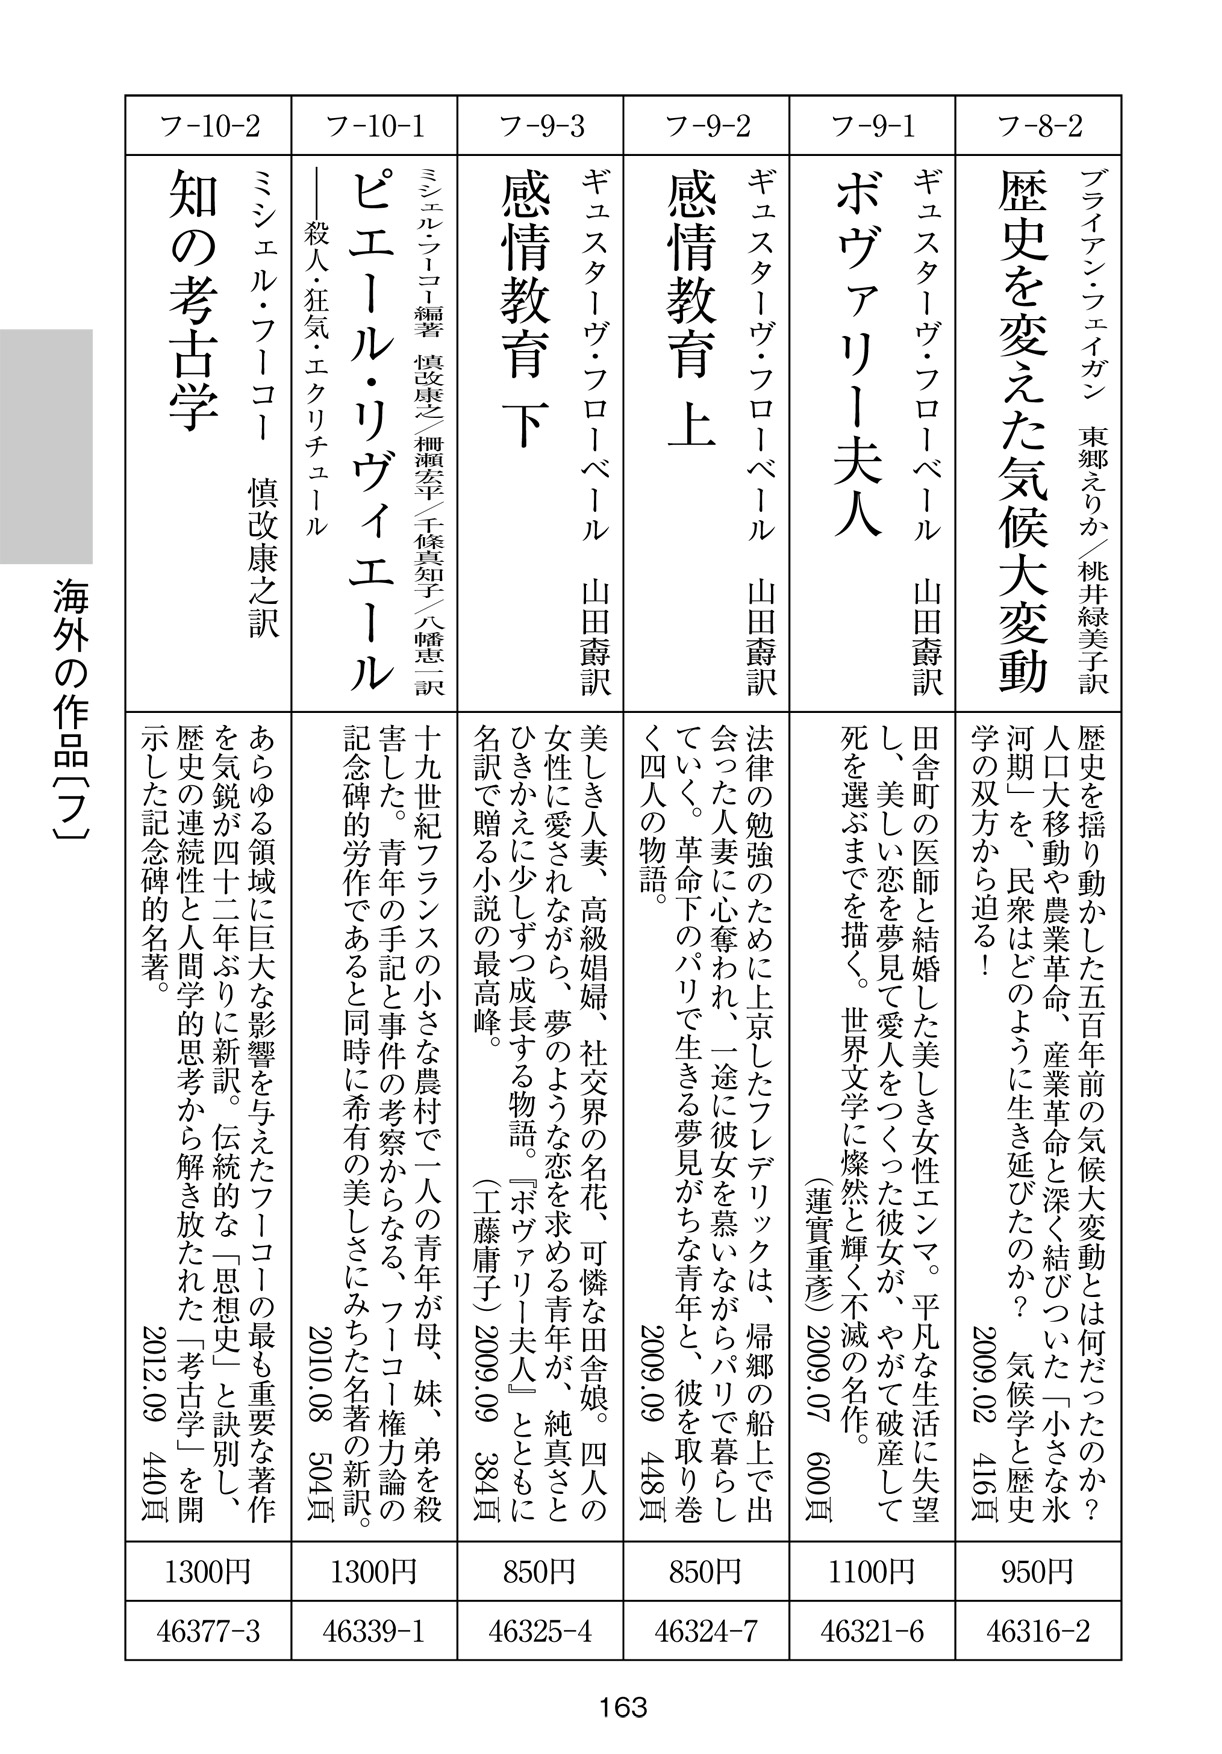 フ-8-2
ブライアン・フェイガン　東郷えりか／桃井緑美子訳
歴史を変えた気候大変動
歴史を揺り動かした五百年前の気候大変動とは何だったのか？
人口大移動や農業革命、産業革命と深く結びついた「小さな氷
河期」を、民衆はどのように生き延びたのか？　気候学と歴史
学の双方から迫る！
2009.02　416頁
950円
46316-2
フ-9-1
ギュスターヴ・フローベール　山田𣝣訳
ボヴァリー夫人
田舎町の医師と結婚した美しき女性エンマ。平凡な生活に失望
し、美しい恋を夢見て愛人をつくった彼女が、やがて破産して
死を選ぶまでを描く。世界文学に燦然と輝く不滅の名作。
（蓮實重彦）2009.07　600頁
1100円
46321-6
フ-9-2
ギュスターヴ・フローベール　山田𣝣訳
感情教育 上
法律の勉強のために上京したフレデリックは、帰郷の船上で出
会った人妻に心奪われ、一途に彼女を慕いながらパリで暮らし
ていく。革命下のパリで生きる夢見がちな青年と、彼を取り巻
く四人の物語。
2009.09　448頁
850円
46324-7
フ-9-3
ギュスターヴ・フローベール　山田𣝣訳
感情教育 下
美しき人妻、高級娼婦、社交界の名花、可憐な田舎娘。四人の
女性に愛されながら、夢のような恋を求める青年が、純真さと
ひきかえに少しずつ成長する物語。『ボヴァリー夫人』とともに
名訳で贈る小説の最高峰。
（工藤庸子）2009.09　384頁
850円
46325-4
フ-10-1
ミシェル・フーコー編著　慎改康之／柵瀬宏平／千條真知子／八幡恵一訳
ピエール・リヴィエール
――殺人・狂気・エクリチュール
十九世紀フランスの小さな農村で一人の青年が母、妹、弟を殺
害した。青年の手記と事件の考察からなる、フーコー権力論の
記念碑的労作であると同時に希有の美しさにみちた名著の新訳。
2010.08　504頁
1300円
46339-1
フ-10-2
ミシェル・フーコー　慎改康之訳
知の考古学
あらゆる領域に巨大な影響を与えたフーコーの最も重要な著作
を気鋭が四十二年ぶりに新訳。伝統的な「思想史」と訣別し、
歴史の連続性と人間学的思考から解き放たれた「考古学」を開
示した記念碑的名著。
2012.09　440頁
1300円
46377-3
海外の作品〔フ〕
163